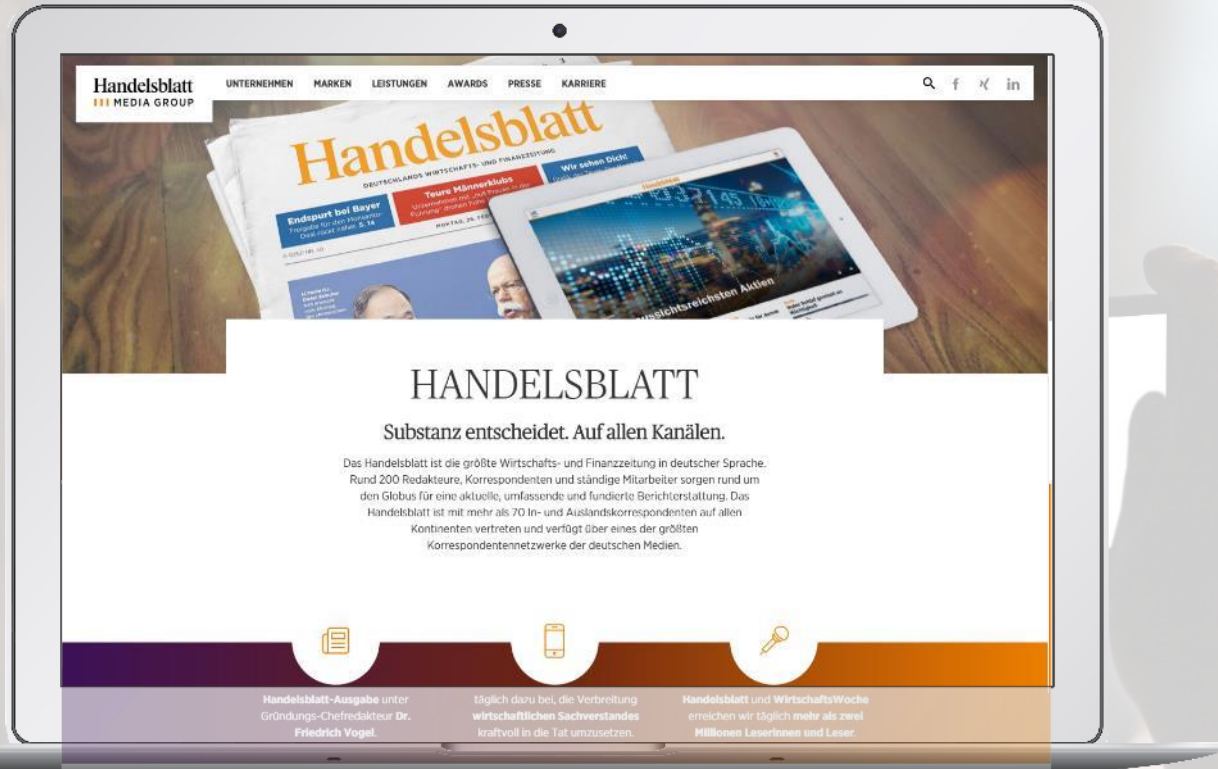 Handelsblatt
MEDIA GROUP
UNTERNEHMEN MARKEN LEISTUNGEN AWARDS PRESSE KARRIERE
f in
Handelsblatt
DEUTSCHLANDS WIRTSCHAFTS- UND FINANZZEITUNG
Endspurt bei Bayer
Teure Männerklubs
Wir sehen Dich!
Handelsblatt
ussichtsreichsten Aktien
HANDELSBLATT
Substanz entscheidet. Auf allen Kanälen.
Das Handelsblatt ist die größte Wirtschafts- und Finanzzeitung in deutscher Sprache.
Rund 200 Redakteure, Korrespondenten und ständige Mitarbeiter sorgen rund um
den Globus für eine aktuelle, umfassende und fundierte Berichterstattung. Das
Handelsblatt ist mit mehr als 70 In- und Auslandskorrespondenten auf allen
Kontinenten vertreten und verfügt über eines der größten
Korrespondentennetzwerke der deutschen Medien.
Handelsblatt-Ausgabe unter
Gründungs-Chefredakteur Dr.
Friedrich Vogel.
täglich dazu bei, die Verbreitung
wirtschaftlichen Sachverstandes
kraftvoll in die Tat umzusetzen.
Handelsblatt und WirtschaftsWoche
erreichen wir täglich mehr als zwei
Millionen Leserinnen und Leser.